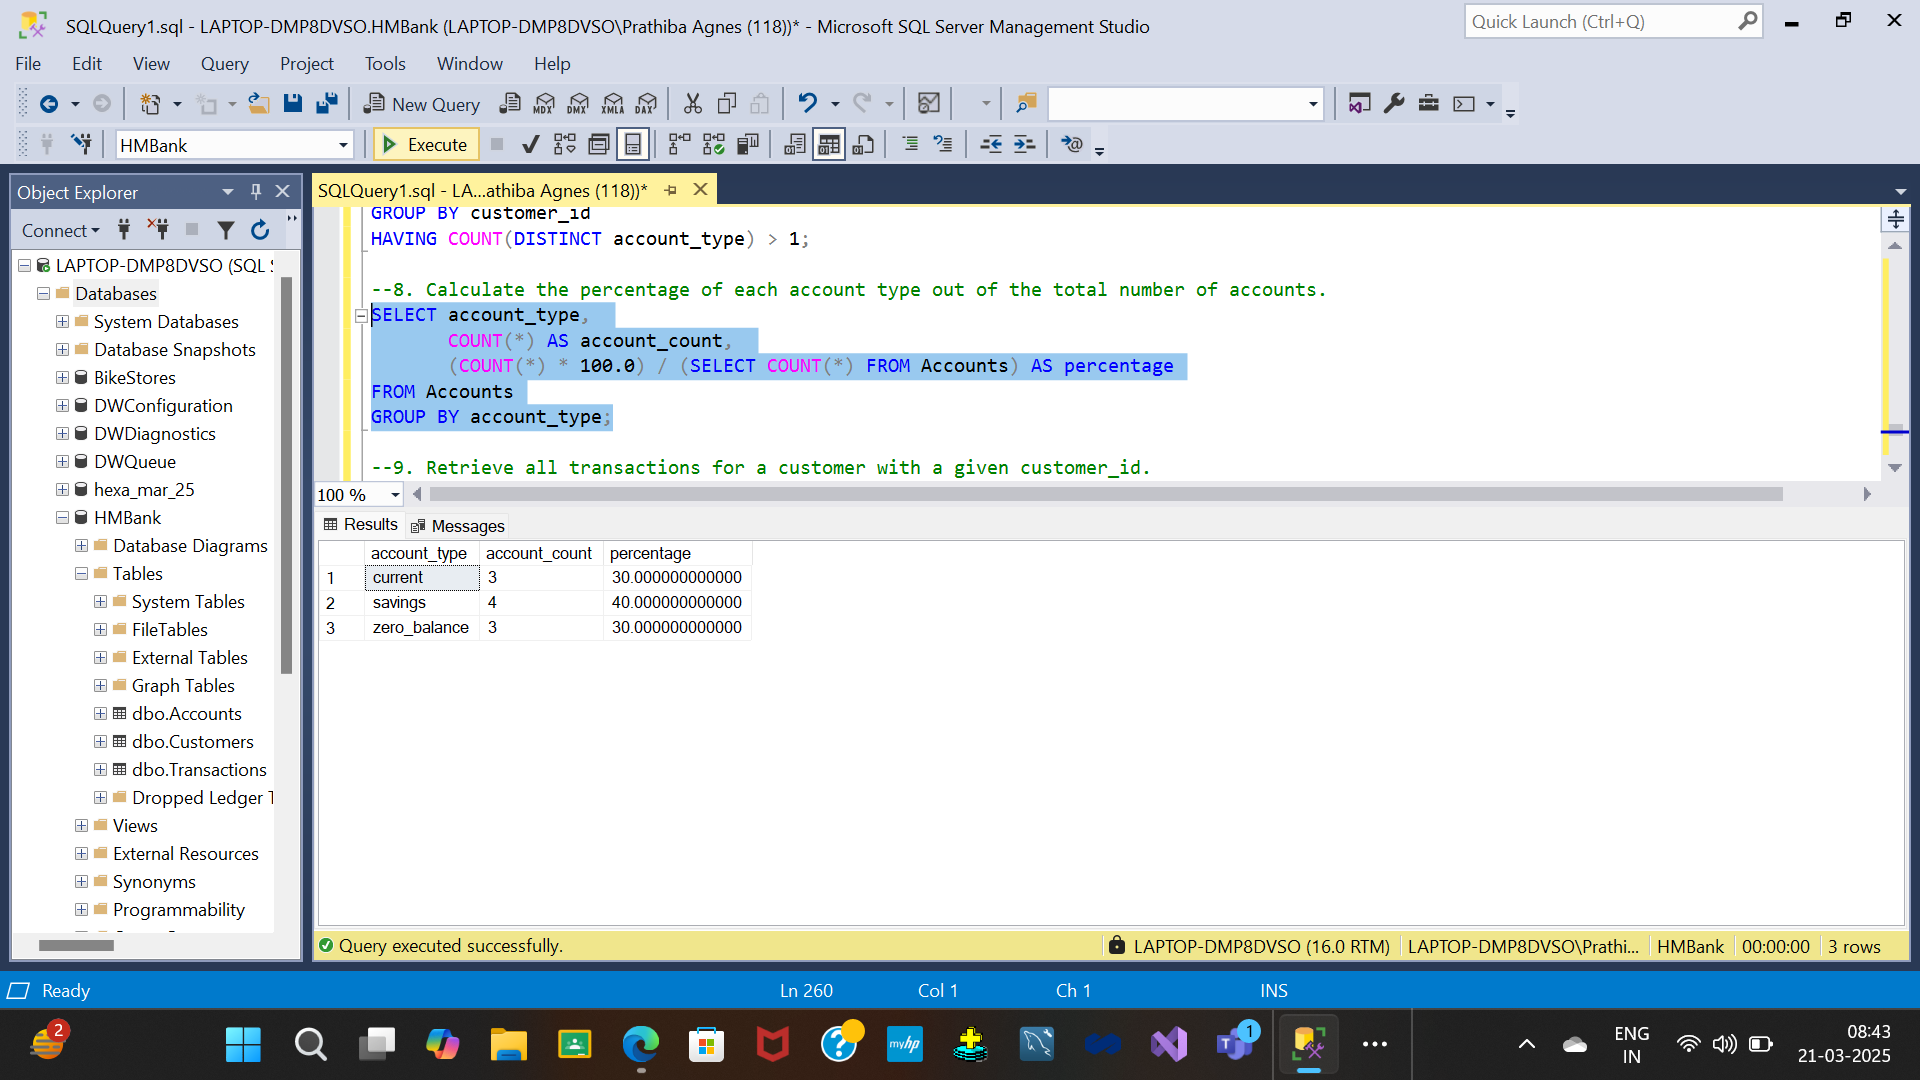 SQLQuery1.sql - LAPTOP-DMP8DVSO.HMBank (LAPTOP-DMP8DVSO\Prathiba Agnes (118))* - Microsoft SQL Server Management Studio
Quick Launch (Ctrl+Q)
File Edit View Query Project Tools Window Help
New Query MDX DMX XMLA DAX
HMBank Execute
Object Explorer
Connect
LAPTOP-DMP8DVSO (SQL S
Databases
System Databases
Database Snapshots
BikeStores
DWConfiguration
DWDiagnostics
DWQueue
hexa_mar_25
HMBank
Database Diagrams
Tables
System Tables
FileTables
External Tables
Graph Tables
dbo.Accounts
dbo.Customers
dbo.Transactions
Dropped Ledger T
Views
External Resources
Synonyms
Programmability
SQLQuery1.sql - LA...athiba Agnes (118))*
GROUP BY customer_id
HAVING COUNT(DISTINCT account_type) > 1;
--8. Calculate the percentage of each account type out of the total number of accounts.
SELECT account_type,
COUNT(*) AS account_count,
(COUNT(*) * 100.0) / (SELECT COUNT(*) FROM Accounts) AS percentage
FROM Accounts
GROUP BY account_type;
--9. Retrieve all transactions for a customer with a given customer_id.
100 %
Results Messages
account_type account_count percentage
1 current 3 30.000000000000
2 savings 4 40.000000000000
3 zero_balance 3 30.000000000000
Query executed successfully. LAPTOP-DMP8DVSO (16.0 RTM) LAPTOP-DMP8DVSO\Prathi... HMBank 00:00:00 3 rows
Ready Ln 260 Col 1 Ch 1 INS
2 myhp 1 ENG IN 08:43
21-03-2025